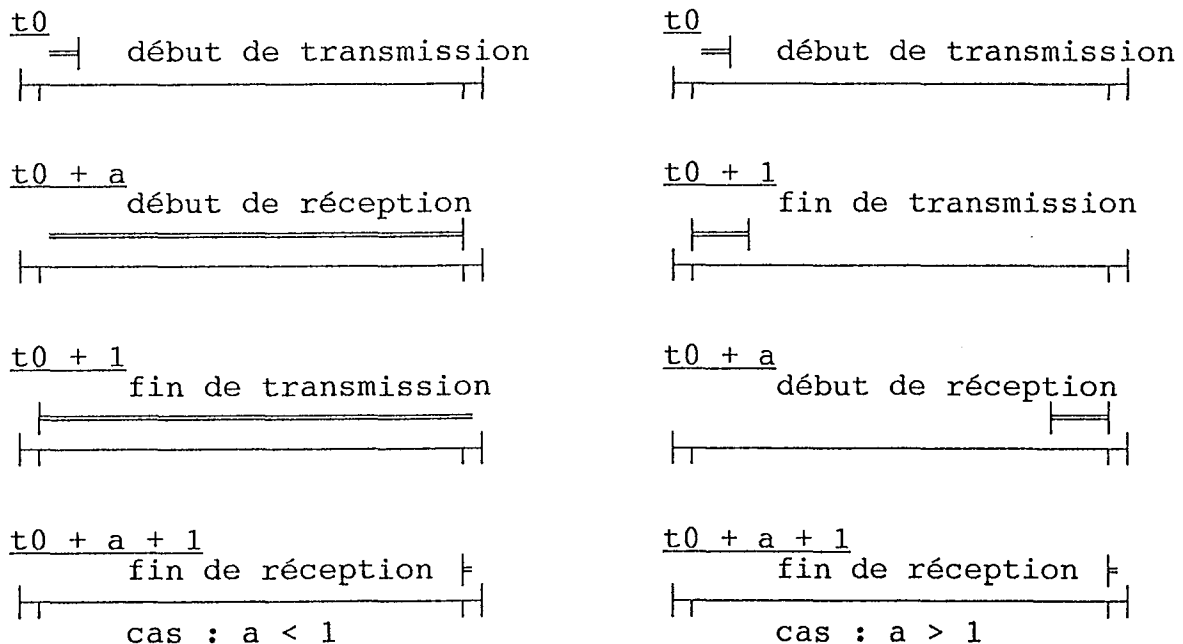 t0
début de transmission
t0 + a
début de réception
t0 + 1
fin de transmission
t0 + a + 1
fin de réception
cas : a < 1
t0
début de transmission
t0 + 1
fin de transmission
t0 + a
début de réception
t0 + a + 1
fin de réception
cas : a > 1